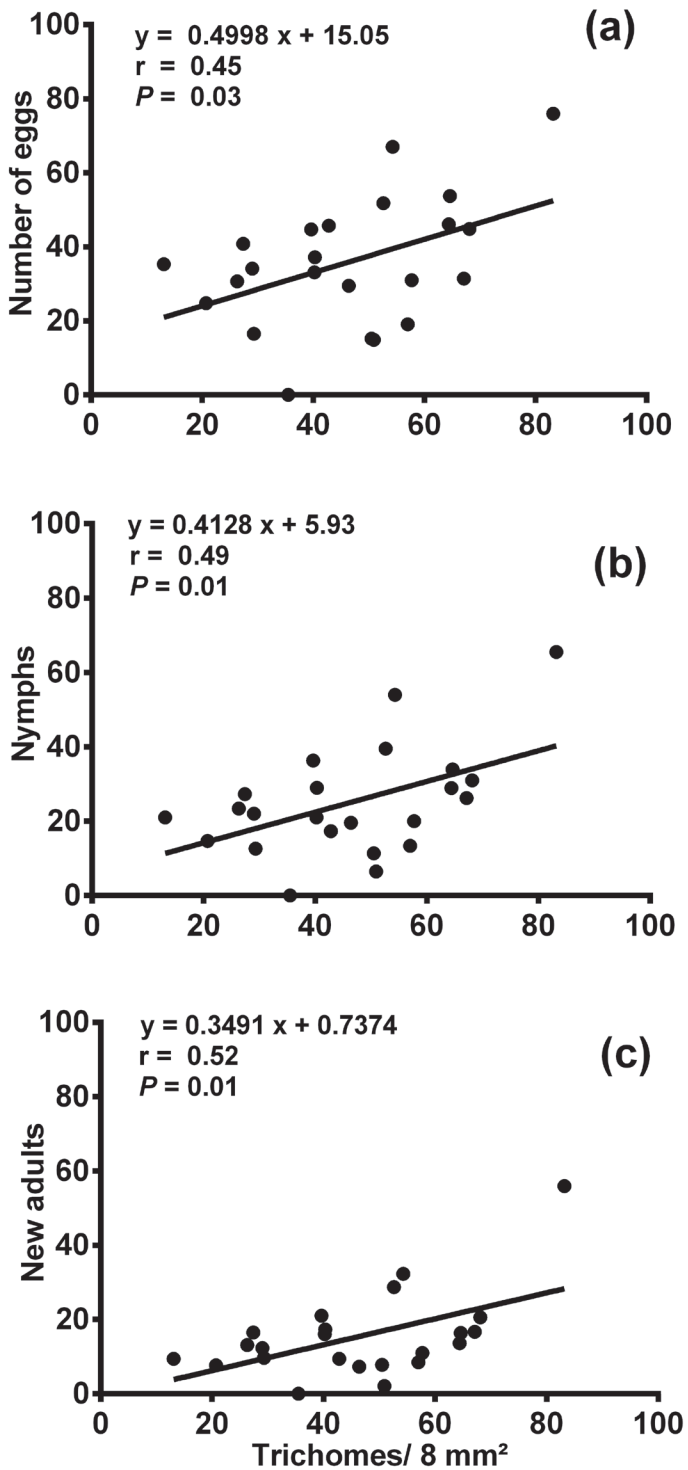 (a)
y = 0.4998 x + 15.05
r = 0.45
P = 0.03
Number of eggs
100
80
60
40
20
0
0 20 40 60 80 100
(b)
y = 0.4128 x + 5.93
r = 0.49
P = 0.01
Nymphs
100
80
60
40
20
0
0 20 40 60 80 100
(c)
y = 0.3491 x + 0.7374
r = 0.52
P = 0.01
New adults
100
80
60
40
20
0
0 20 40 60 80 100
Trichomes/ 8 mm²